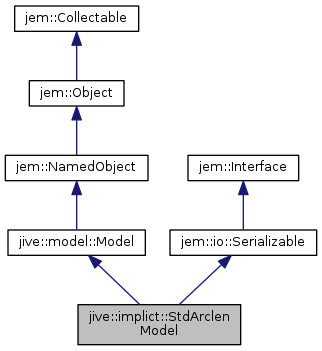 jem::Collectable
jem::Object
jem::NamedObject
jem::Interface
jive::model::Model
jem::io::Serializable
jive::implict::StdArclen
Model